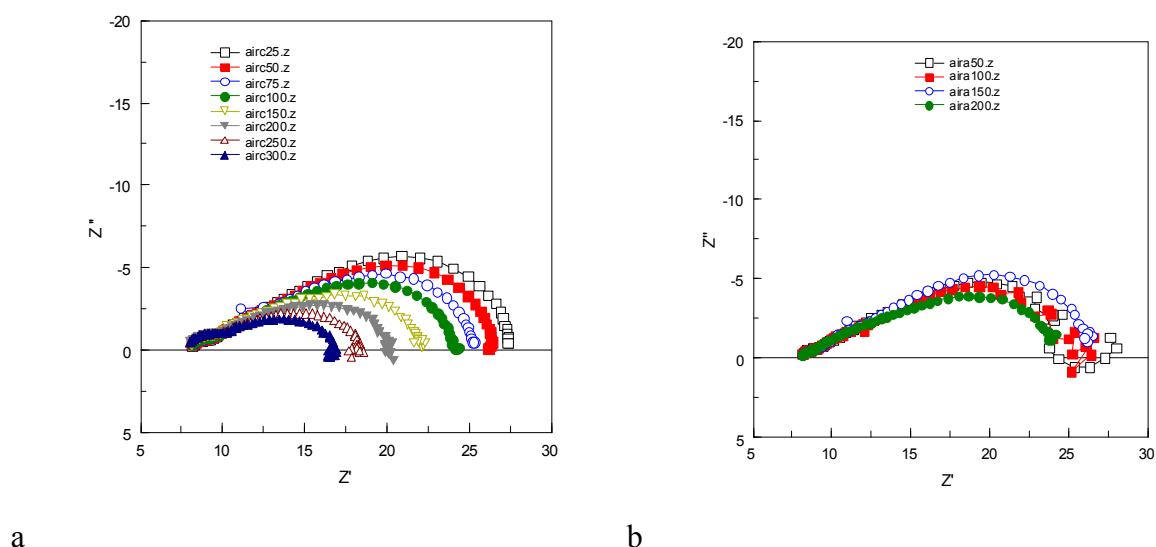 -20
airc25.z
airc50.z
airc75.z
airc100.z
airc150.z
airc200.z
airc250.z
airc300.z
-15
-10
Z''
-5
0
5
5 10 15 20 25 30
Z'
-20
aira50.z
aira100.z
aira150.z
aira200.z
-15
-10
Z''
-5
0
5
5 10 15 20 25 30
Z'
a b